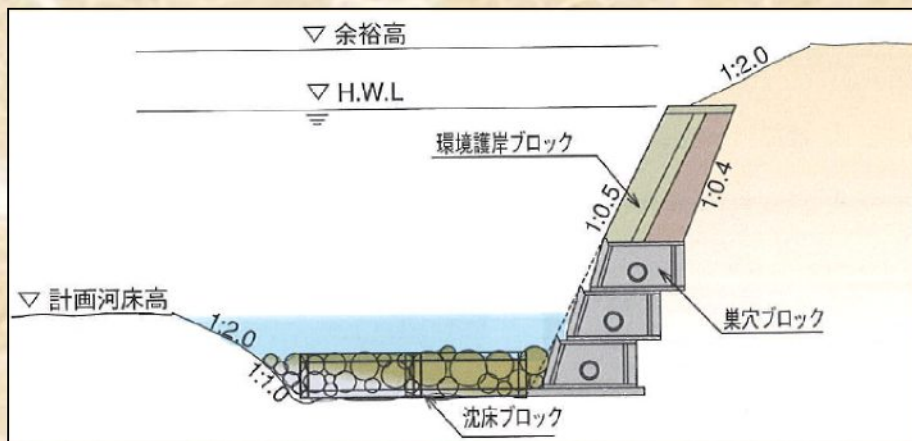 ▽ 余裕高
▽ H.W.L
1:2.0
環境護岸ブロック
1:0.5
1:0.4
▽ 計画河床高
1:2.0
1:1.0
巣穴ブロック
沈床ブロック